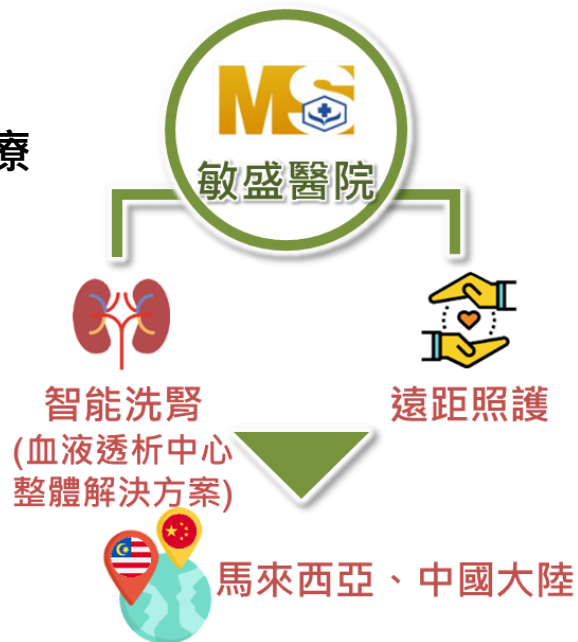 MS
敏盛醫院
療
智能洗腎
(血液透析中心
整體解決方案)
遠距照護
馬來西亞、中國大陸